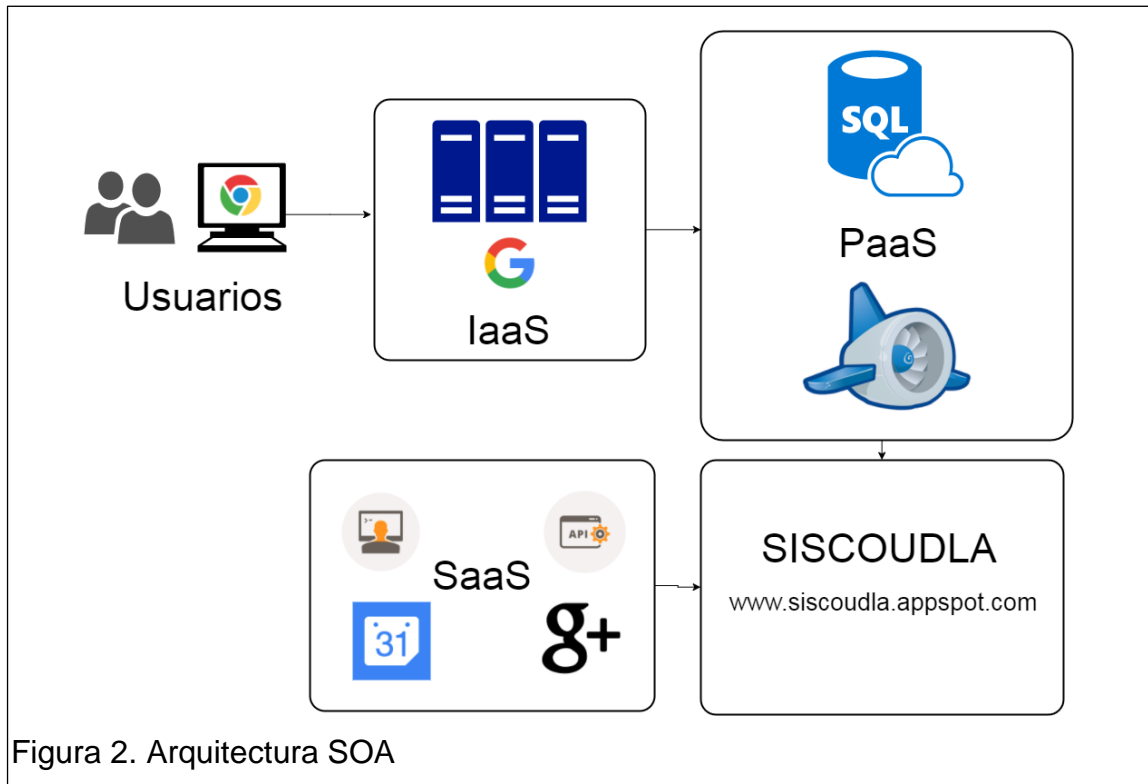 SQL
PaaS
Usuarios
IaaS
API
SaaS
31
g+
SISCOUDLA
www.siscoudla.appspot.com
Figura 2. Arquitectura SOA